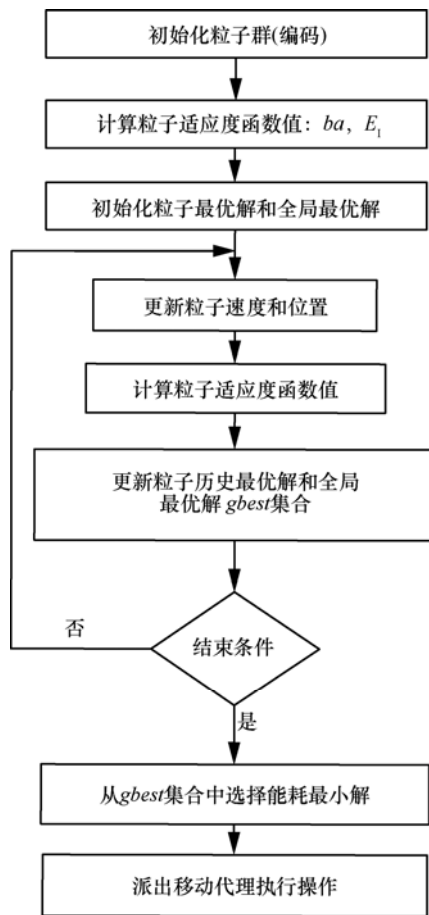 初始化粒子群(编码)
计算粒子适应度函数值：ba，E_I
初始化粒子最优解和全局最优解
更新粒子速度和位置
计算粒子适应度函数值
更新粒子历史最优解和全局
最优解 gbest集合
否
结束条件
是
从gbest集合中选择能耗最小解
派出移动代理执行操作